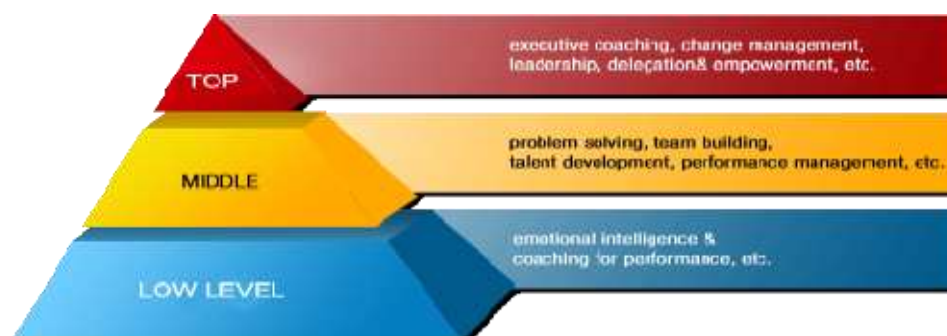 TOP
executive coaching, change management,
leadership, delegation& empowerment, etc.
MIDDLE
problem solving, team building,
talent development, performance management, etc.
LOW LEVEL
emotional intelligence &
coaching for performance, etc.